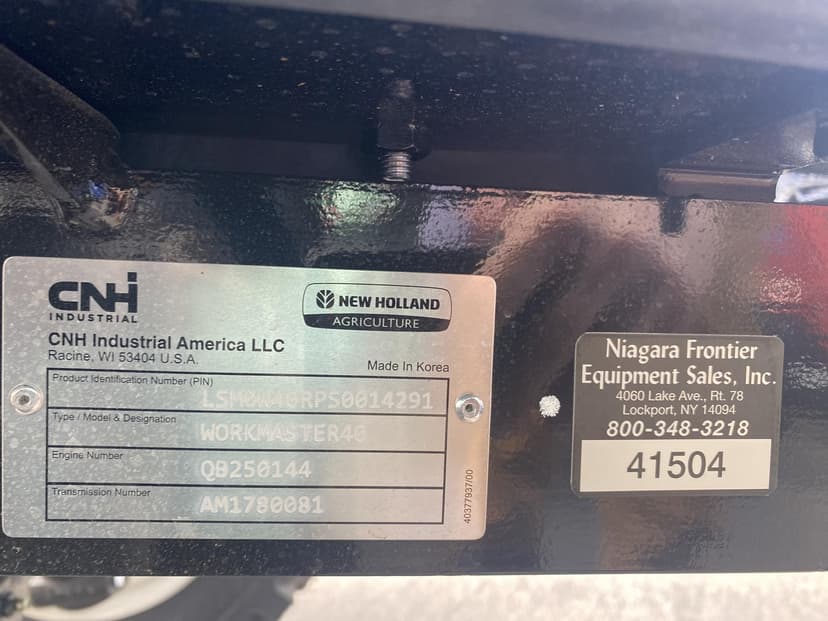 CNH
INDUSTRIAL
NEW HOLLAND
AGRICULTURE
CNH Industrial America LLC
Racine, WI 53404 U.S.A.
Made In Korea
Product Identification Number (PIN)
Type / Model & Designation
WORKMASTER40
Engine Number
QB250144
Transmission Number
AM1780081
40377937/00
Niagara Frontier
Equipment Sales, Inc.
4060 Lake Ave., Rt. 78
Lockport, NY 14094
800-348-3218
41504